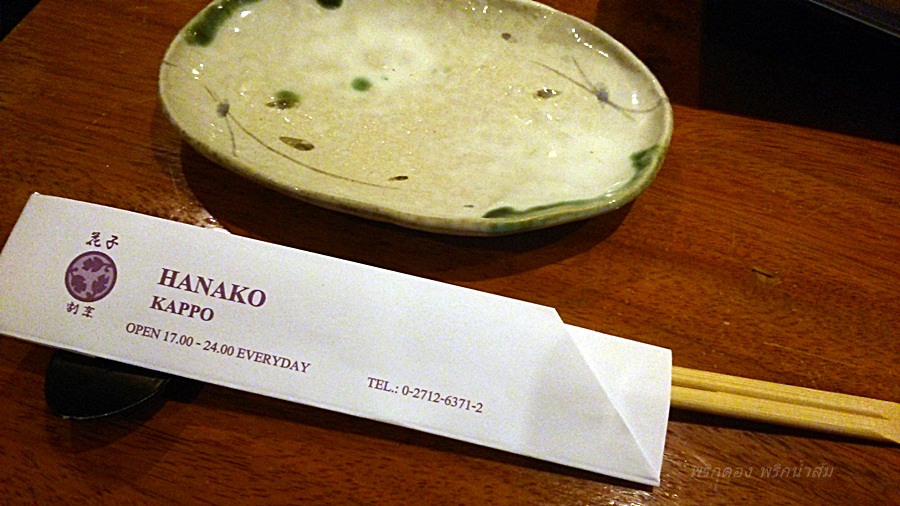 花子
割烹
HANAKO
KAPPO
OPEN 17.00 - 24.00 EVERYDAY
TEL.: 0-2712-6371-2
พริกดอง พริกน้ำส้ม